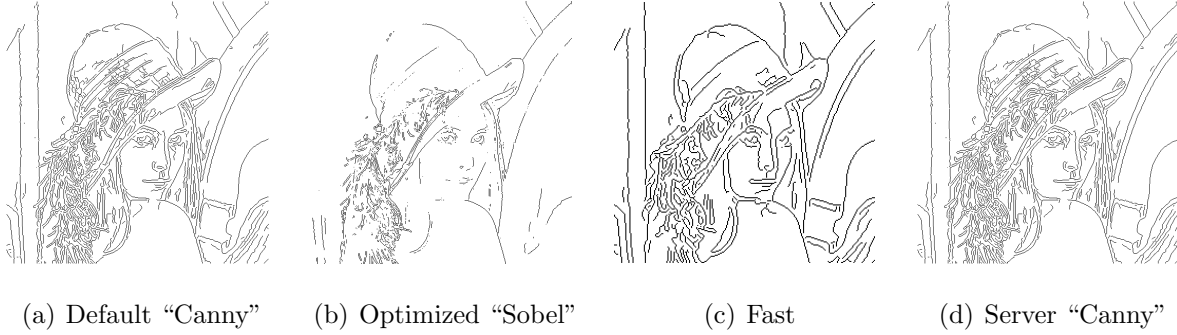 (a) Default “Canny” (b) Optimized “Sobel” (c) Fast (d) Server “Canny”